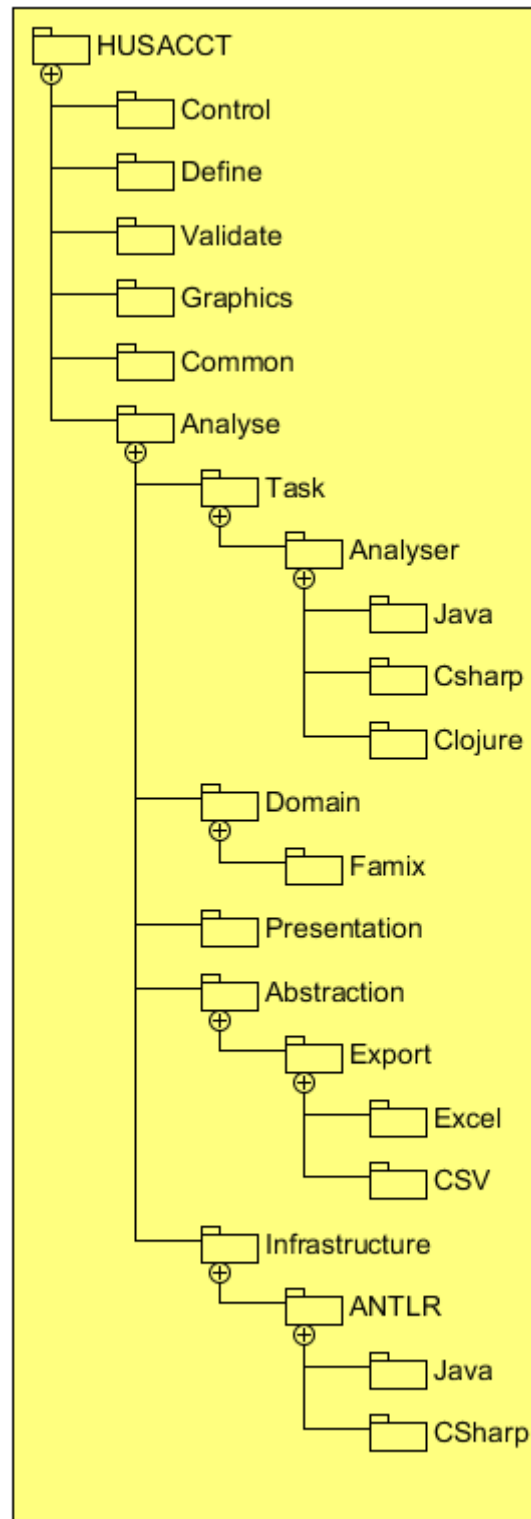 HUSACCT
Control
Define
Validate
Graphics
Common
Analyse
Task
Analyser
Java
Csharp
Clojure
Domain
Famix
Presentation
Abstraction
Export
Excel
CSV
Infrastructure
ANTLR
Java
CSharp